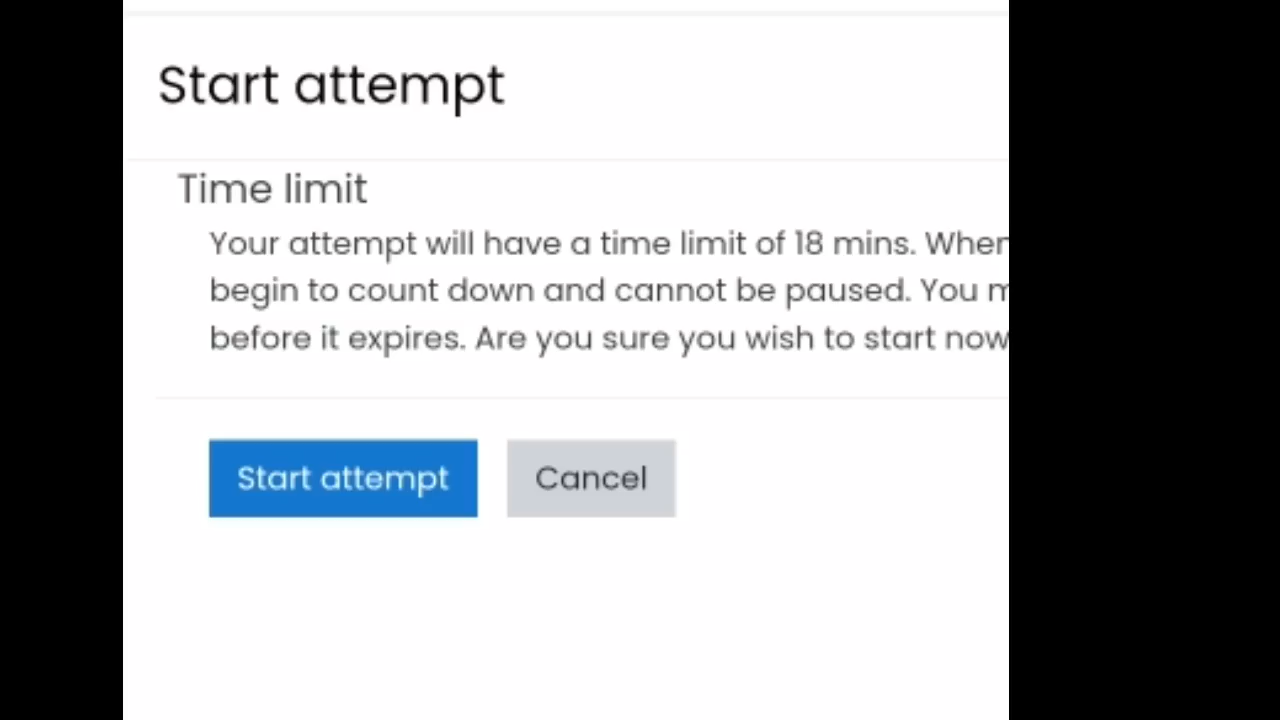 Start attempt
Time limit
Your attempt will have a time limit of 18 mins. When
begin to count down and cannot be paused. You
before it expires. Are you sure you wish to start now
Start attempt
Cancel